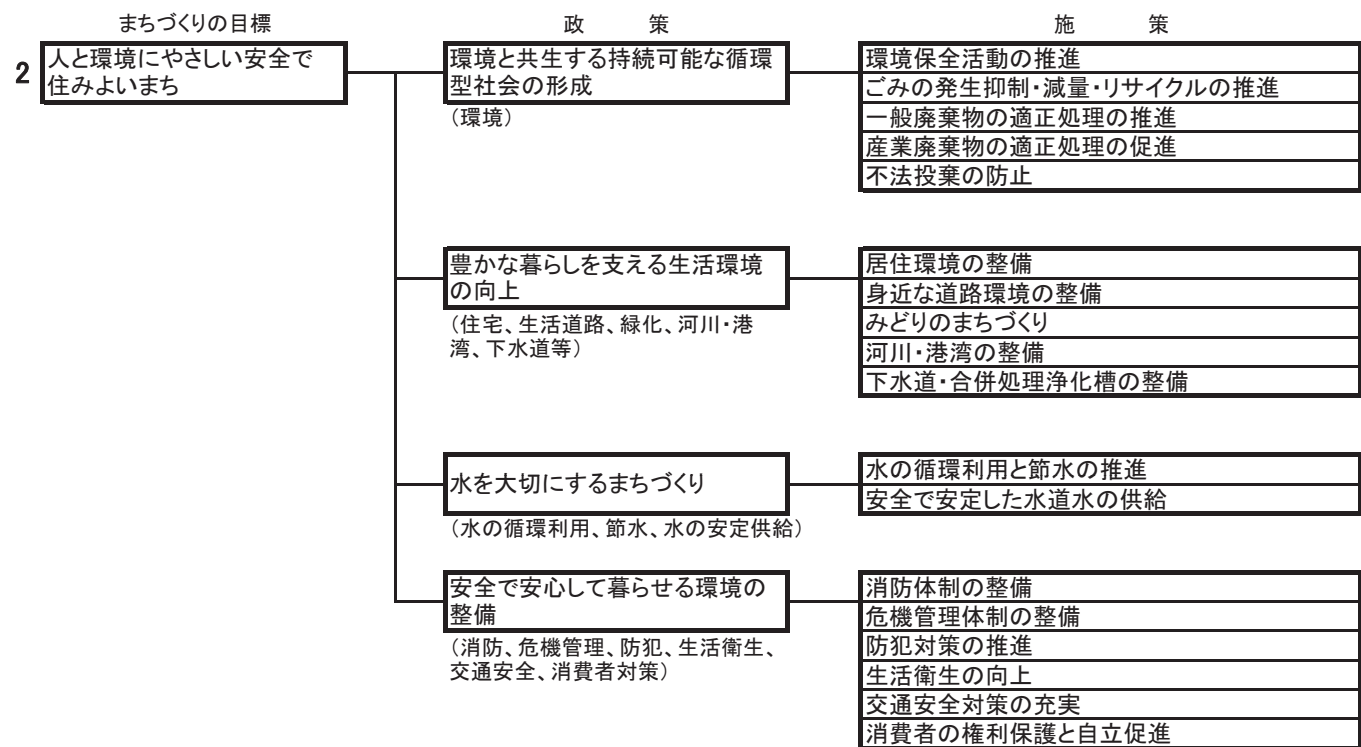 まちづくりの目標
政　　策
施　　策
2
人と環境にやさしい安全で
住みよいまち
環境と共生する持続可能な循環
型社会の形成
（環境）
環境保全活動の推進
ごみの発生抑制・減量・リサイクルの推進
一般廃棄物の適正処理の推進
産業廃棄物の適正処理の促進
不法投棄の防止
豊かな暮らしを支える生活環境
の向上
（住宅、生活道路、緑化、河川・港
湾、下水道等）
居住環境の整備
身近な道路環境の整備
みどりのまちづくり
河川・港湾の整備
下水道・合併処理浄化槽の整備
水を大切にするまちづくり
（水の循環利用、節水、水の安定供給）
水の循環利用と節水の推進
安全で安定した水道水の供給
安全で安心して暮らせる環境の
整備
（消防、危機管理、防犯、生活衛生、
交通安全、消費者対策）
消防体制の整備
危機管理体制の整備
防犯対策の推進
生活衛生の向上
交通安全対策の充実
消費者の権利保護と自立促進